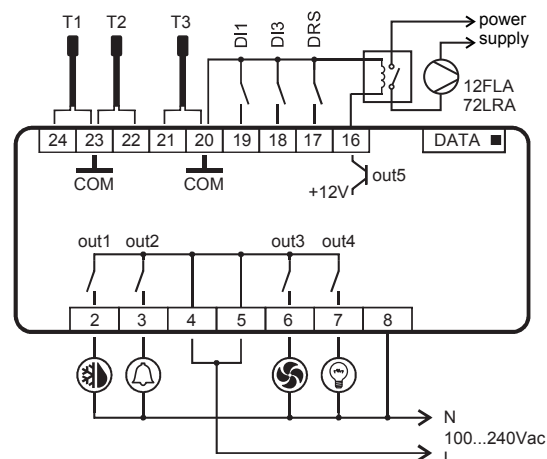 T1 T2 T3 DI1 DI3 DRS power
supply
12FLA
72LRA
24 23 22 21 20 19 18 17 16 DATA
COM COM +12V out5
out1 out2 out3 out4
2 3 4 5 6 7 8
N
100...240Vac
L